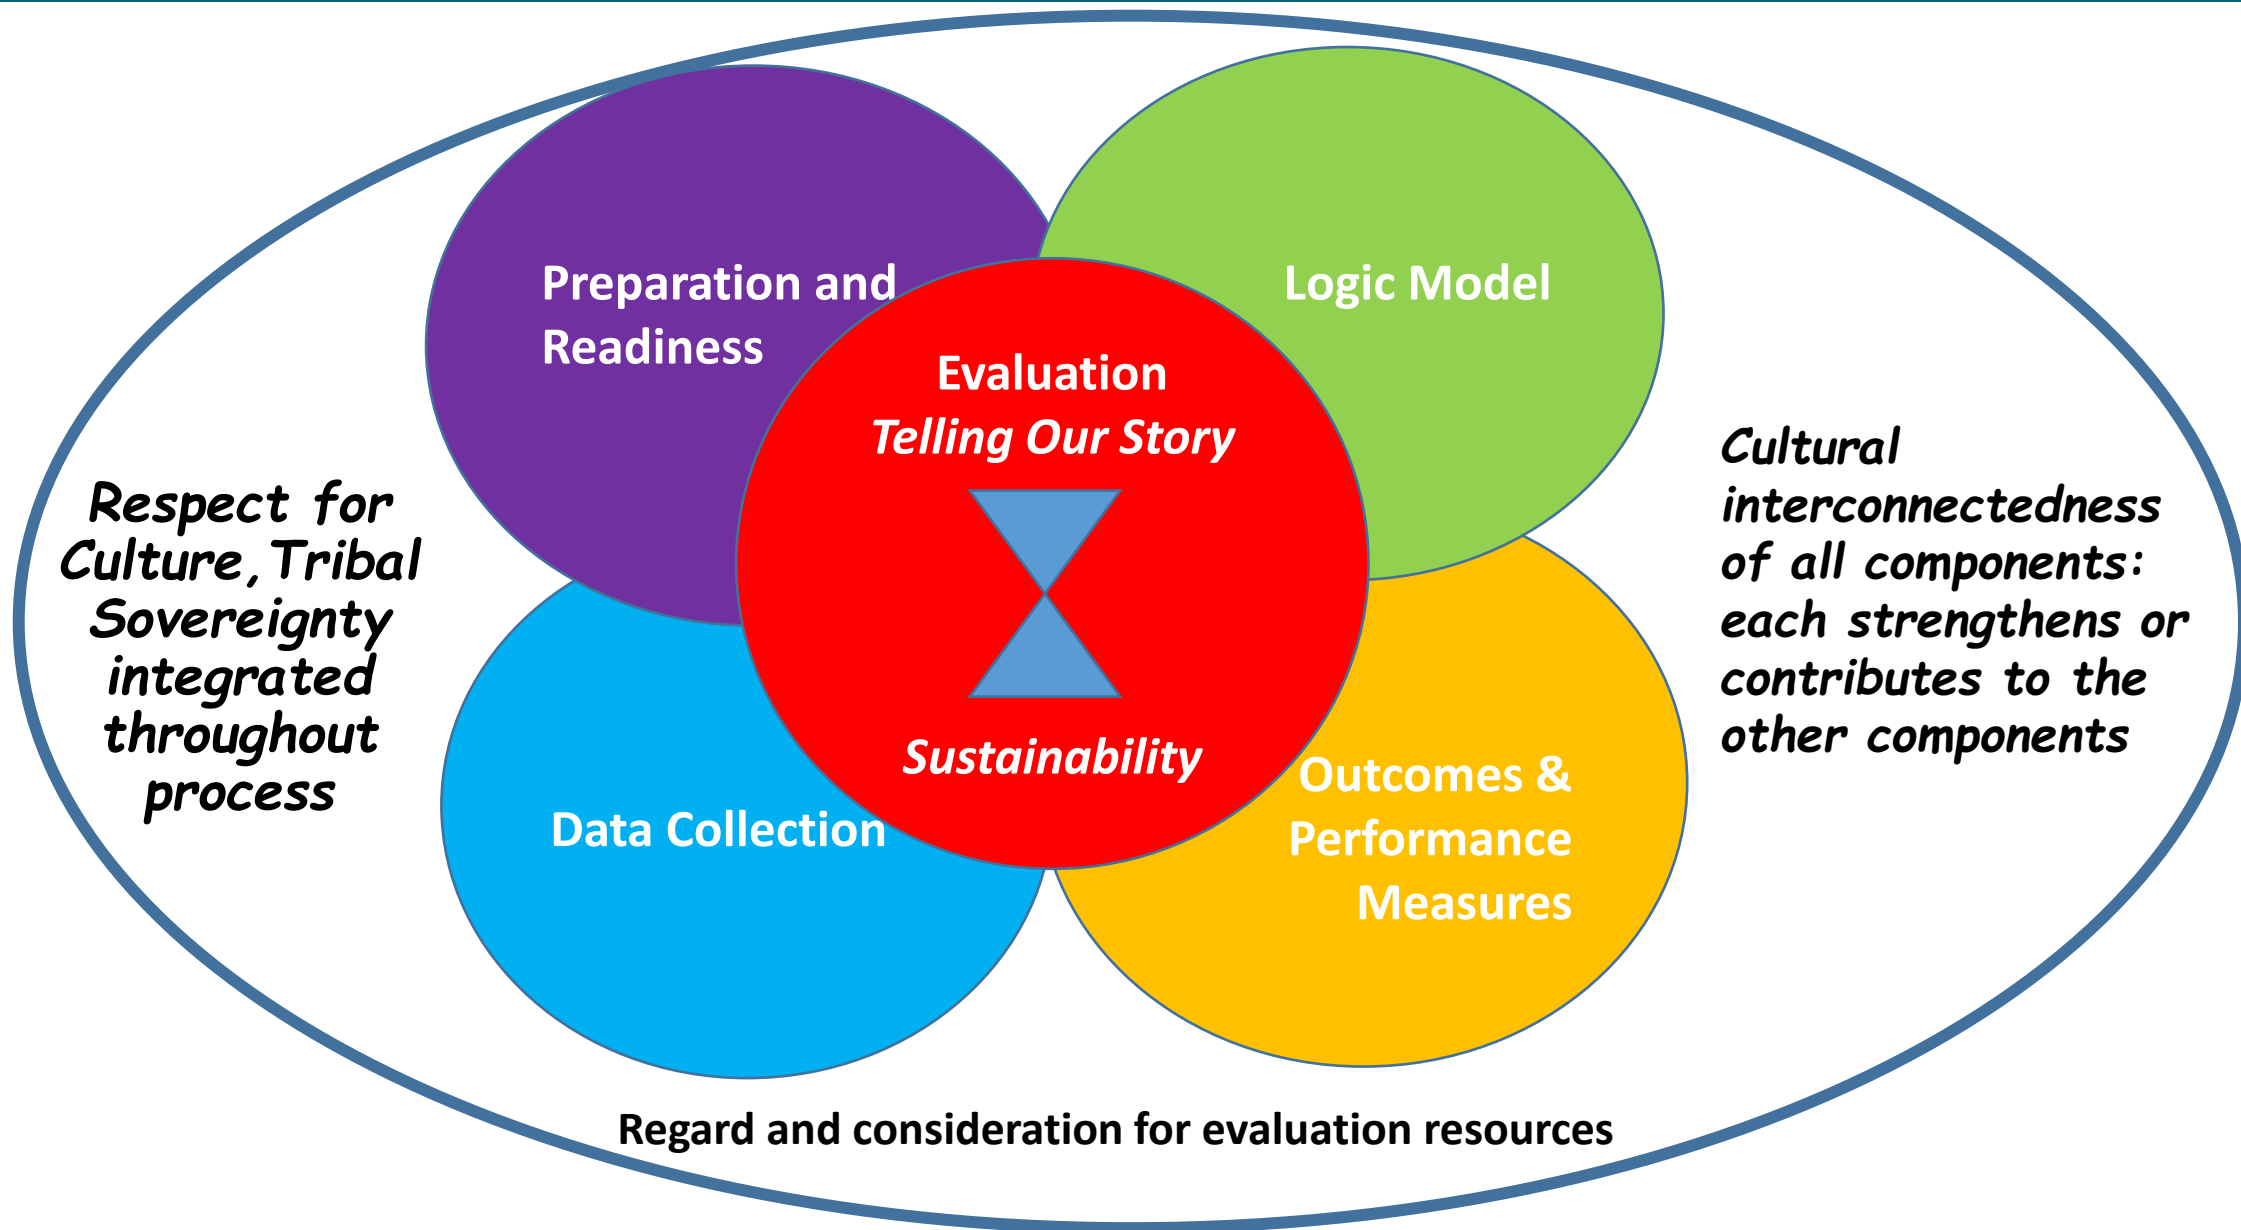 Preparation and
Readiness
Logic Model
Evaluation
Telling Our Story
Sustainability
Respect for
Culture, Tribal
Sovereignty
integrated
throughout
process
Cultural
interconnectedness
of all components:
each strengthens or
contributes to the
other components
Data Collection
Outcomes &
Performance
Measures
Regard and consideration for evaluation resources